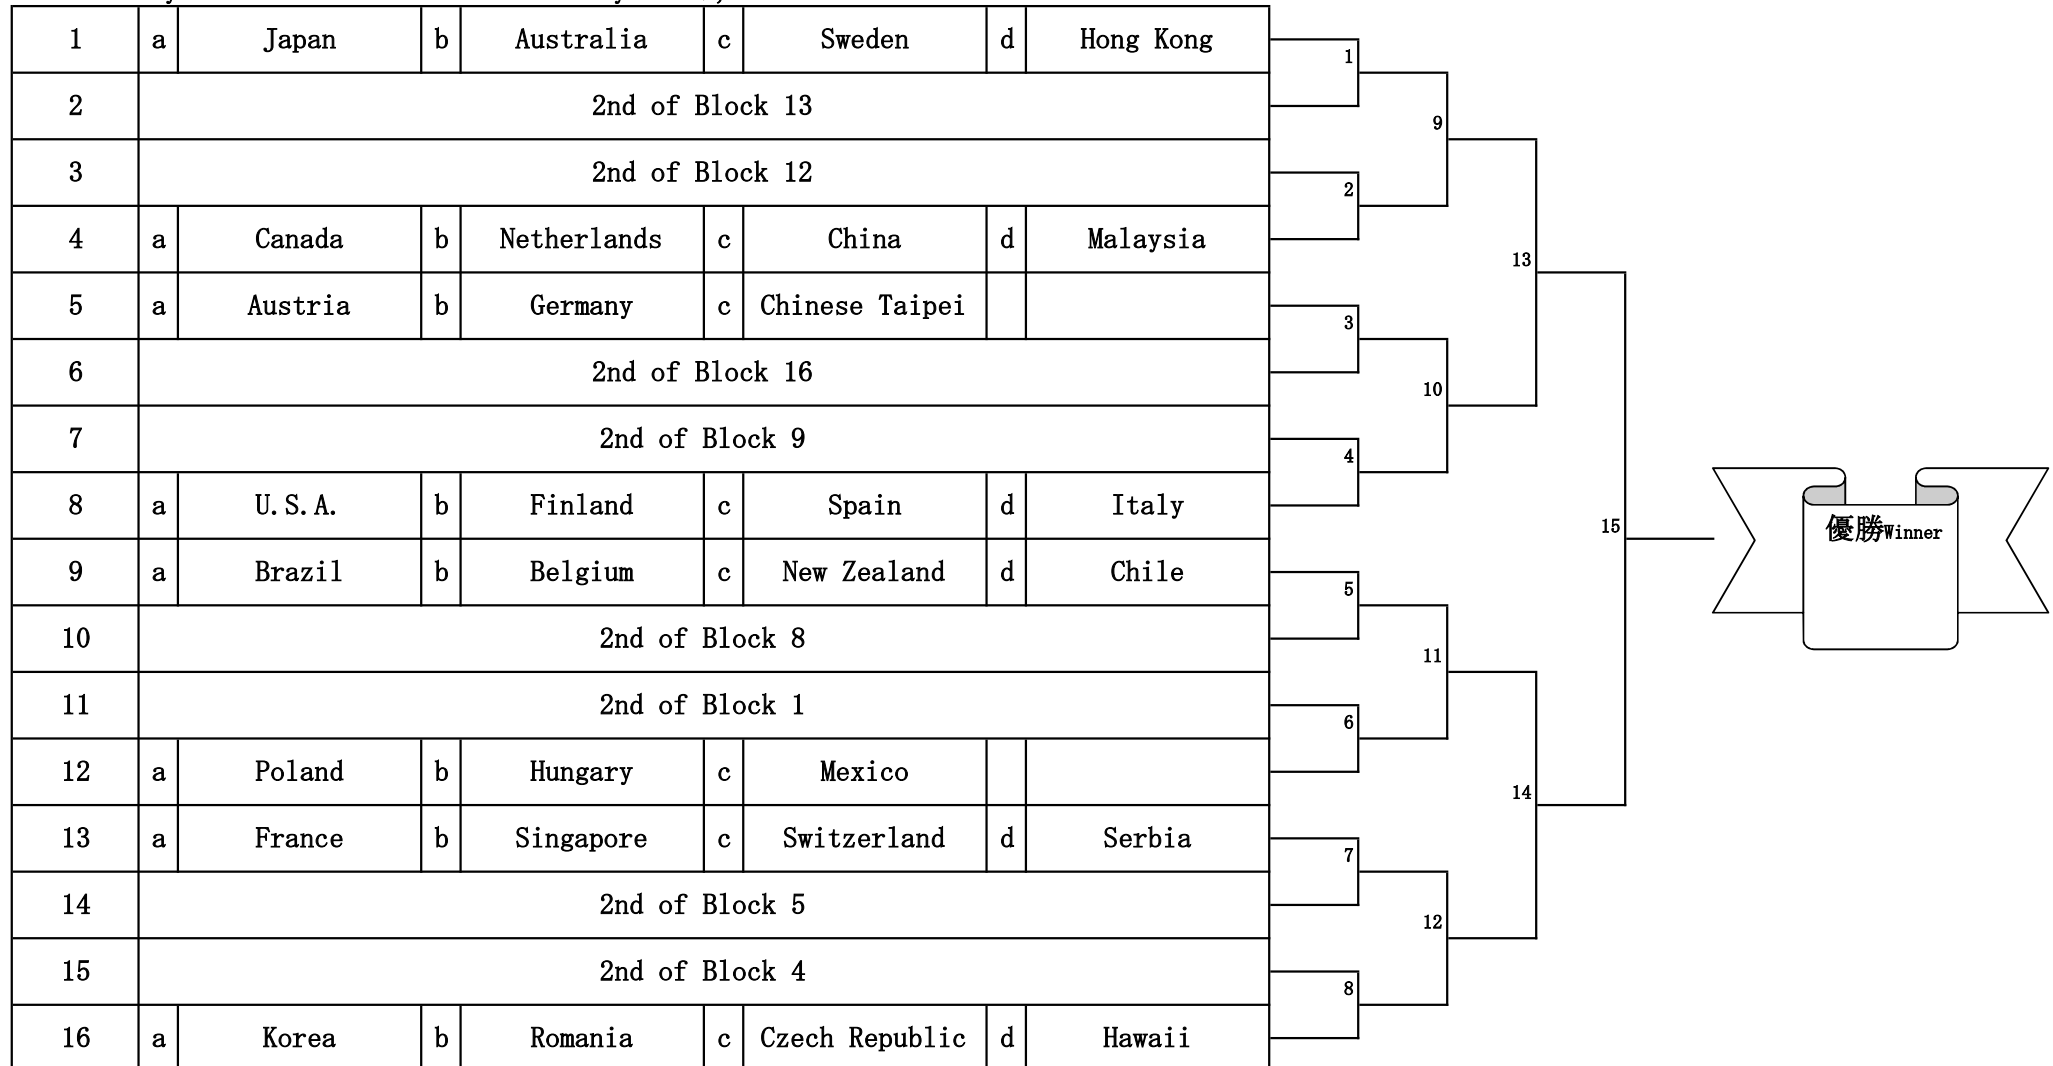 1 a Japan b Australia c Sweden d Hong Kong
1
2 2nd of Block 13
9
3 2nd of Block 12
2
4 a Canada b Netherlands c China d Malaysia
13
5 a Austria b Germany c Chinese Taipei
3
6 2nd of Block 16
10
7 2nd of Block 9
4
8 a U.S.A. b Finland c Spain d Italy
15
優勝Winner
9 a Brazil b Belgium c New Zealand d Chile
5
10 2nd of Block 8
11
11 2nd of Block 1
6
12 a Poland b Hungary c Mexico
14
13 a France b Singapore c Switzerland d Serbia
7
14 2nd of Block 5
12
15 2nd of Block 4
8
16 a Korea b Romania c Czech Republic d Hawaii